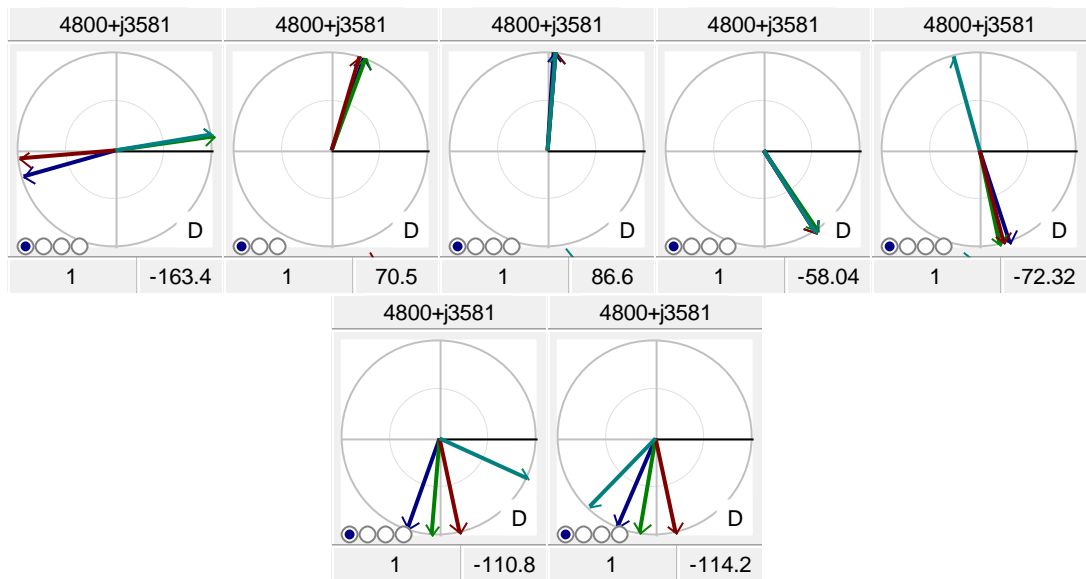 4800+j3581 4800+j3581 4800+j3581 4800+j3581 4800+j3581
D D D D
1 -163.4 1 70.5 1 86.6 1 -58.04 1 -72.32
4800+j3581 4800+j3581
D D
1 -110.8 1 -114.2